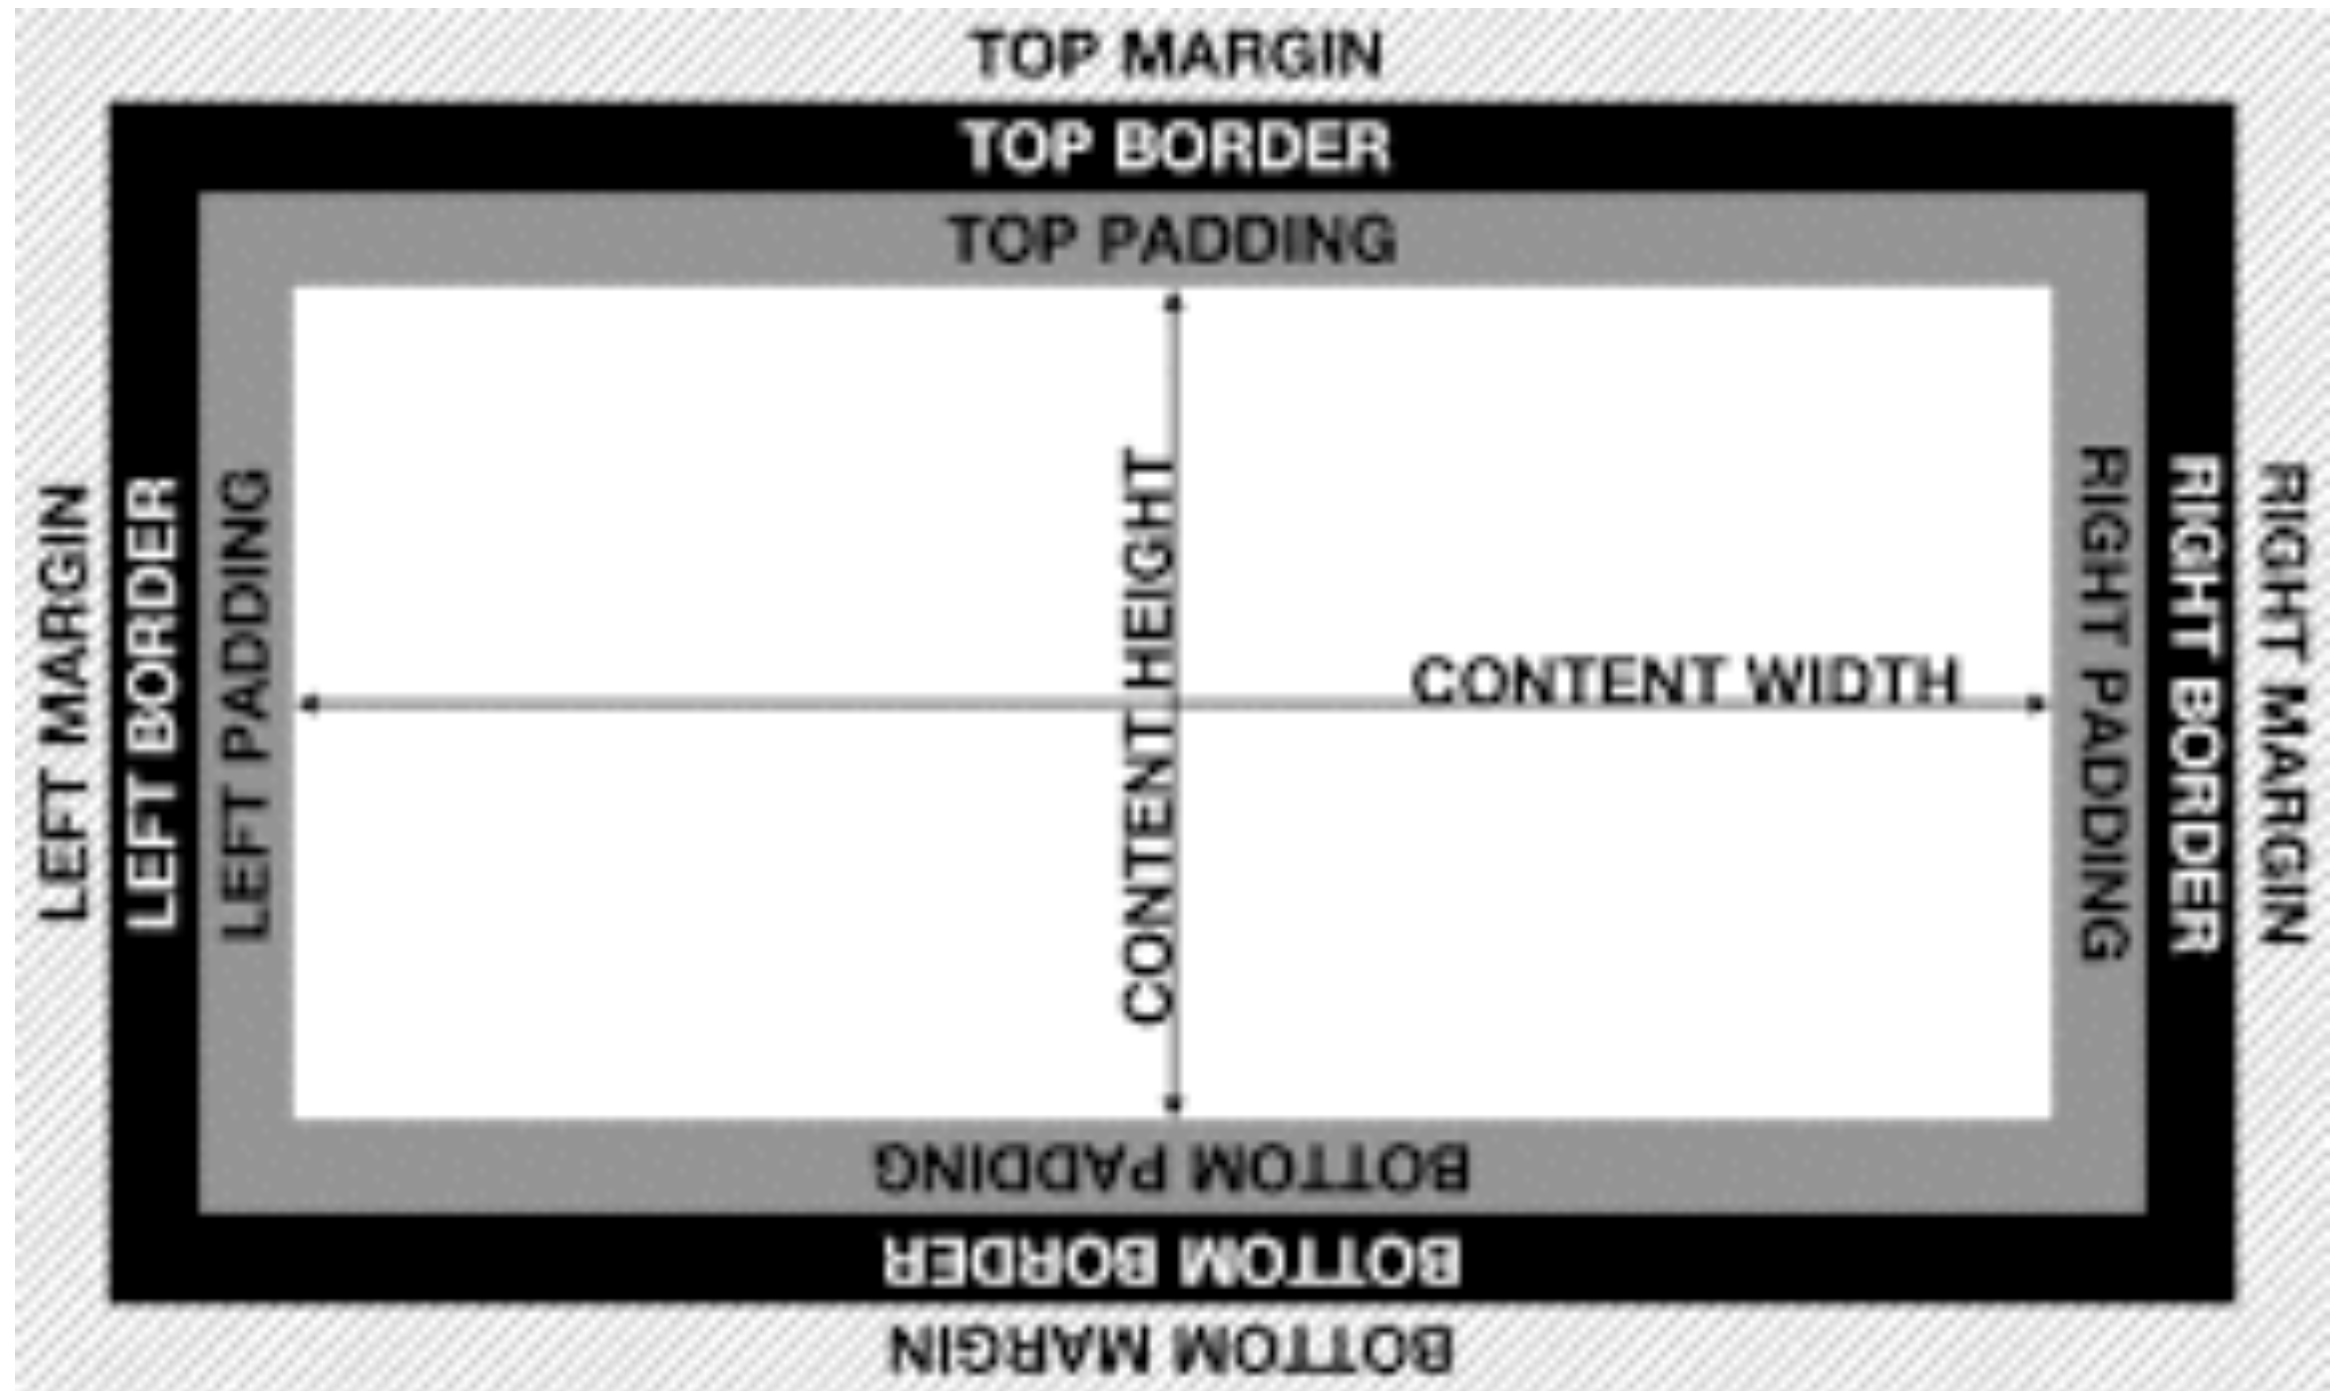 TOP MARGIN
TOP BORDER
TOP PADDING
LEFT MARGIN
LEFT BORDER
LEFT PADDING
CONTENT HEIGHT
CONTENT WIDTH
RIGHT PADDING
RIGHT BORDER
RIGHT MARGIN
BOTTOM PADDING
BOTTOM BORDER
BOTTOM MARGIN